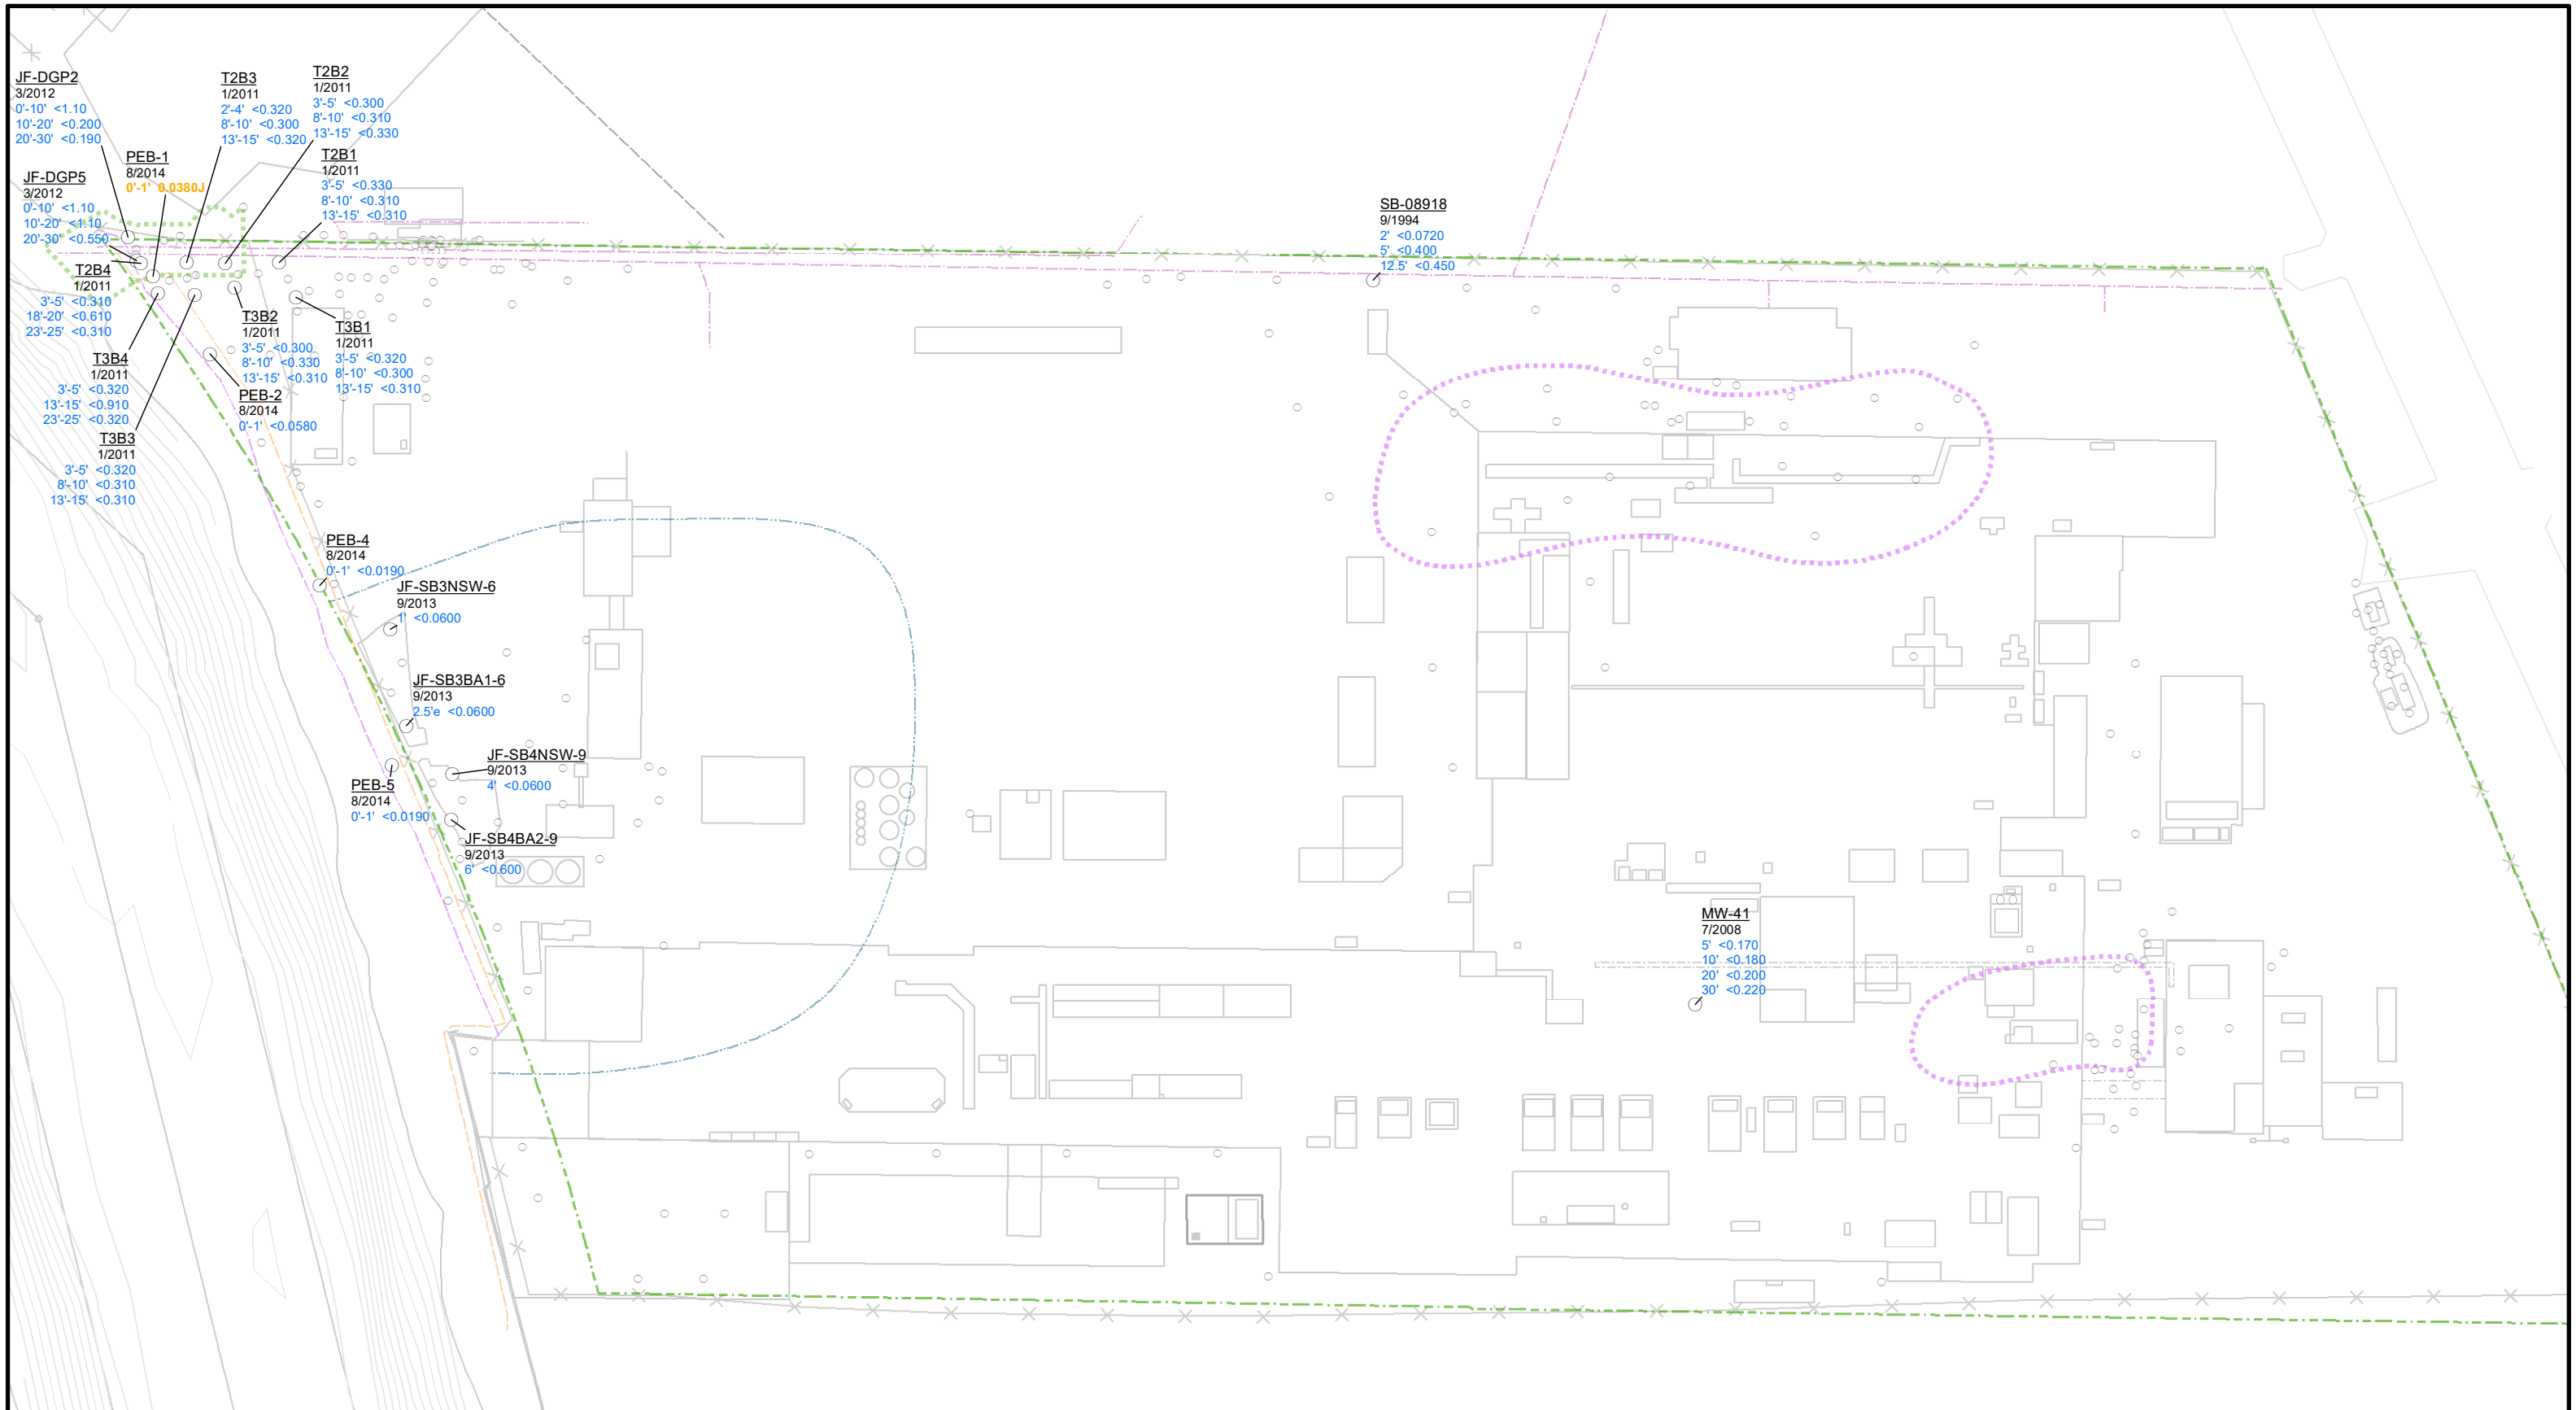 JF-DGP2
3/2012
0'-10' <1.10
10'-20' <0.200
20'-30' <0.190
T2B3
1/2011
2'-4' <0.320
8'-10' <0.300
13'-15' <0.320
T2B2
1/2011
3'-5' <0.300
8'-10' <0.310
13'-15' <0.330
PEB-1
8/2014
0'-1' 0.0380J
T2B1
1/2011
3'-5' <0.330
8'-10' <0.310
13'-15' <0.310
JF-DGP5
3/2012
0'-10' <1.10
10'-20' <1.10
20'-30' <0.550
SB-08918
9/1994
2' <0.0720
5' <0.400
12.5' <0.450
T2B4
1/2011
3'-5' <0.310
18'-20' <0.610
23'-25' <0.310
T3B2
1/2011
3'-5' <0.300
8'-10' <0.330
13'-15' <0.310
T3B1
1/2011
3'-5' <0.320
8'-10' <0.300
13'-15' <0.310
T3B4
1/2011
3'-5' <0.320
13'-15' <0.910
23'-25' <0.320
PEB-2
8/2014
0'-1' <0.0580
T3B3
1/2011
3'-5' <0.320
8'-10' <0.310
13'-15' <0.310
PEB-4
8/2014
0'-1' <0.0190
JF-SB3NSW-6
9/2013
1' <0.0600
JF-SB3BA1-6
9/2013
2.5'e <0.0600
JF-SB4NSW-9
9/2013
4' <0.0600
PEB-5
8/2014
0'-1' <0.0190
JF-SB4BA2-9
9/2013
6' <0.600
MW-41
7/2008
5' <0.170
10' <0.180
20' <0.200
30' <0.220